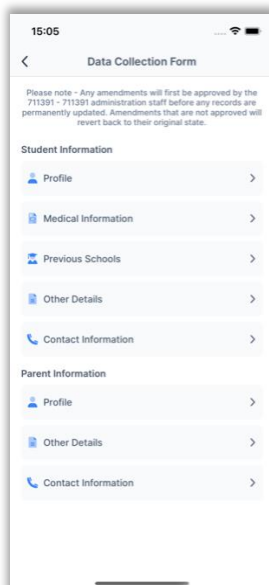 15:05
Data Collection Form
Please note - Any amendments will first be approved by the
711391 - 711391 administration staff before any records are
permanently updated. Amendments that are not approved will
revert back to their original state.
Student Information
Profile
Medical Information
Previous Schools
Other Details
Contact Information
Parent Information
Profile
Other Details
Contact Information